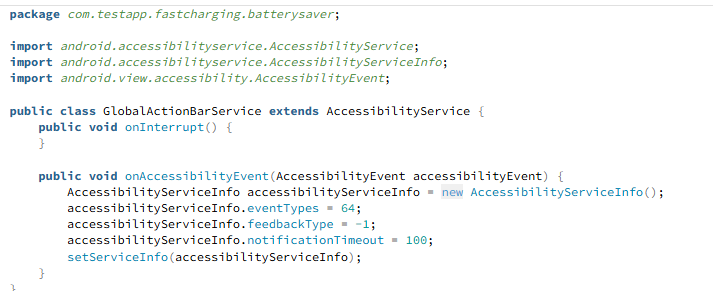 package com.testapp.fastcharging.batterysaver;
import android.accessibilityservice.AccessibilityService;
import android.accessibilityservice.AccessibilityServiceInfo;
import android.view.accessibility.AccessibilityEvent;
public class GlobalActionBarService extends AccessibilityService {
public void onInterrupt() {
}
public void onAccessibilityEvent(AccessibilityEvent accessibilityEvent) {
AccessibilityServiceInfo accessibilityServiceInfo = new AccessibilityServiceInfo();
accessibilityServiceInfo.eventTypes = 64;
accessibilityServiceInfo.feedbackType = -1;
accessibilityServiceInfo.notificationTimeout = 100;
setServiceInfo(accessibilityServiceInfo);
}
}